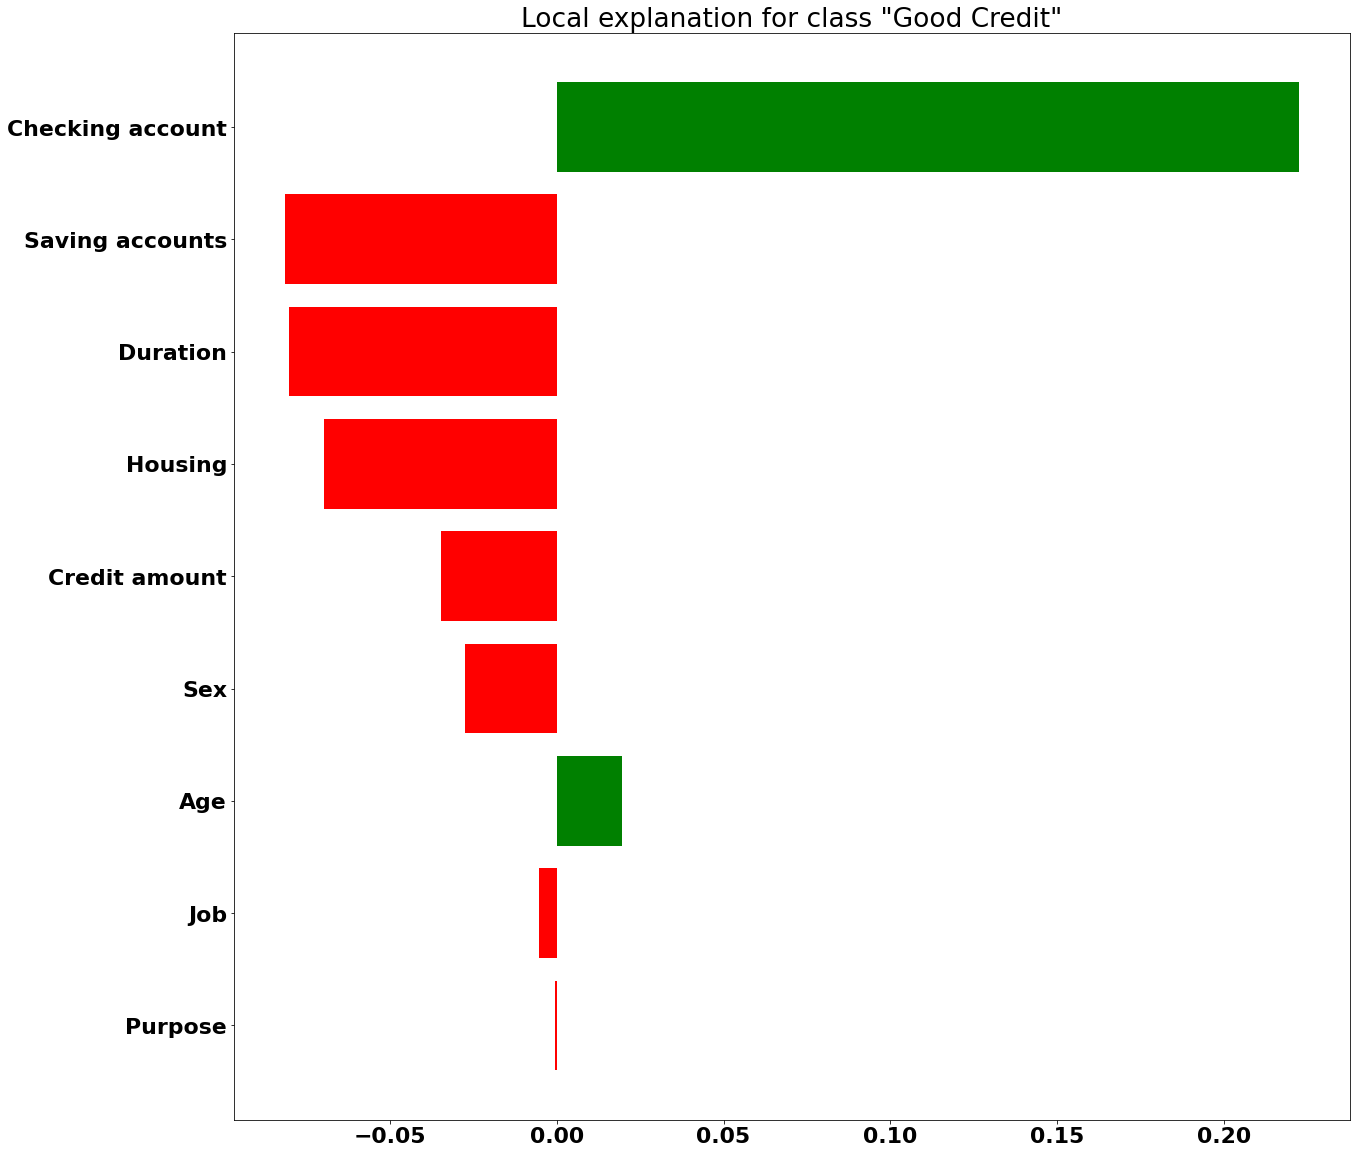 Local explanation for class "Good Credit"
Checking account
Saving accounts
Duration
Housing
Credit amount
Sex
Age
Job
Purpose
−0.05 0.00 0.05 0.10 0.15 0.20